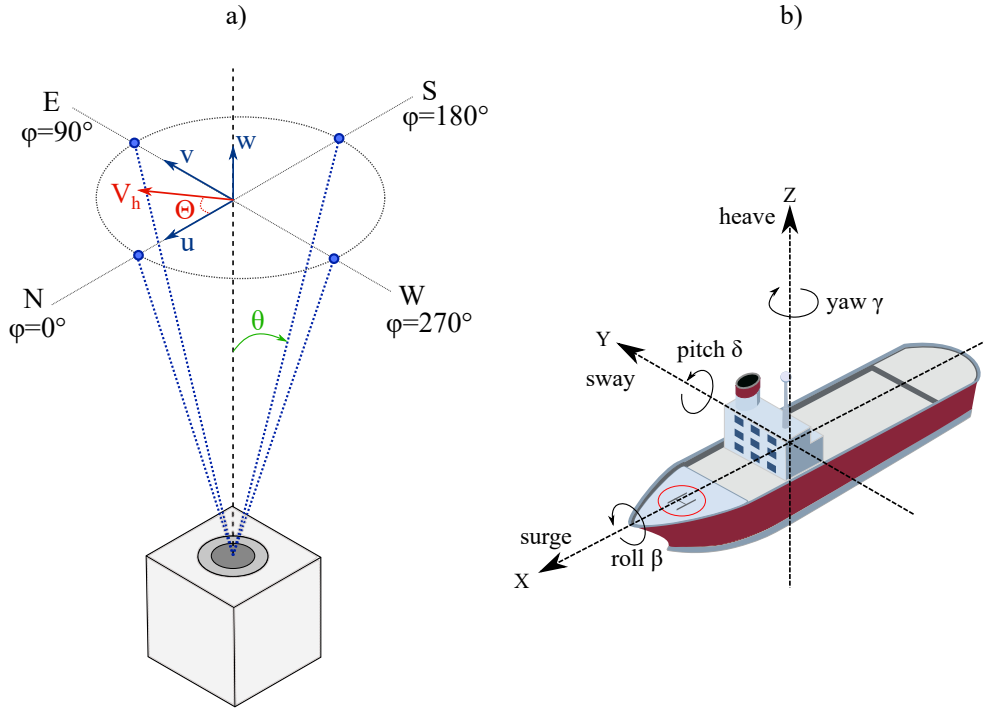 a)
b)
E
φ=90°
S
φ=180°
w
v
V_h
Θ
u
N
φ=0°
W
φ=270°
θ
Z
heave
yaw γ
Y
sway
pitch δ
surge
X
roll β